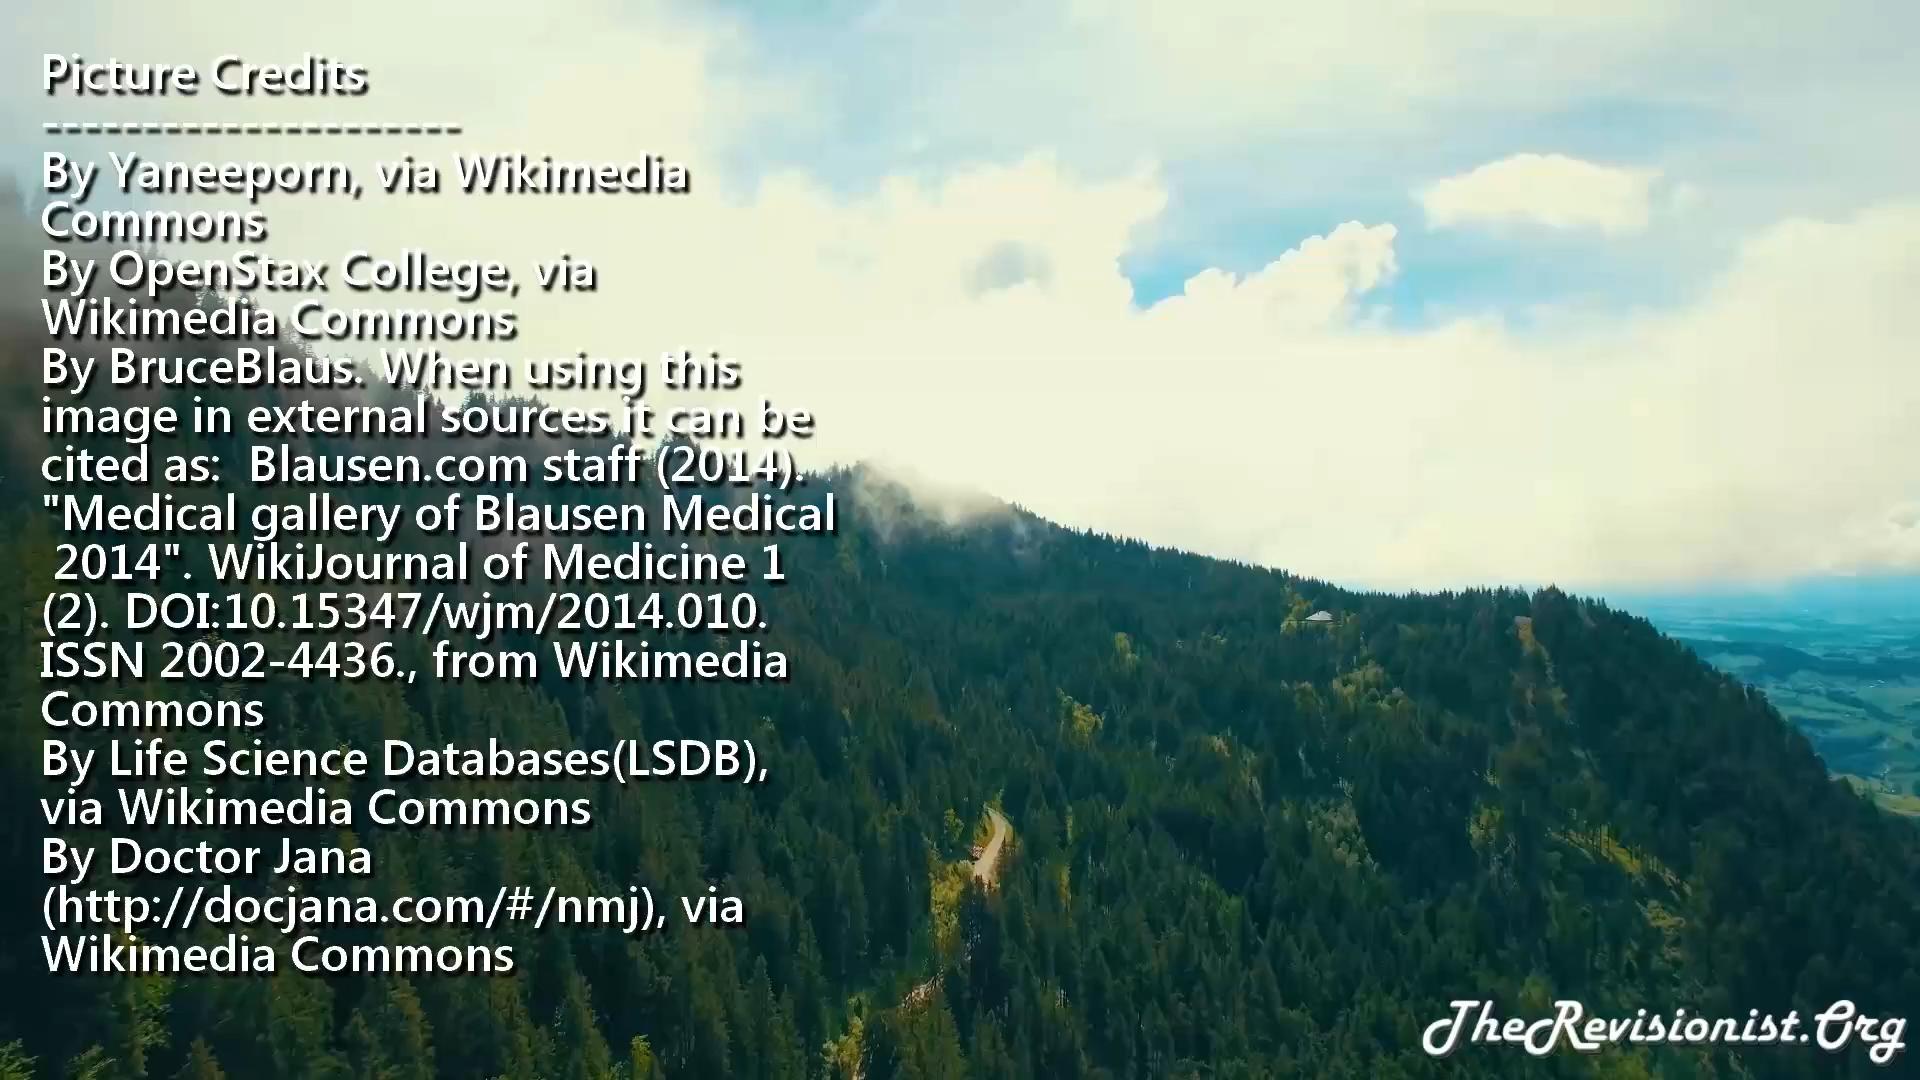 Picture Credits
----------------------
By Yaneeporn, via Wikimedia
Commons
By OpenStax College, via
Wikimedia Commons
By BruceBlaus. When using this
image in external sources it can be
cited as:  Blausen.com staff (2014).
"Medical gallery of Blausen Medical
2014". WikiJournal of Medicine 1
(2). DOI:10.15347/wjm/2014.010.
ISSN 2002-4436., from Wikimedia
Commons
By Life Science Databases(LSDB),
via Wikimedia Commons
By Doctor Jana
(http://docjana.com/#/nmj), via
Wikimedia Commons
TheRevisionist.Org